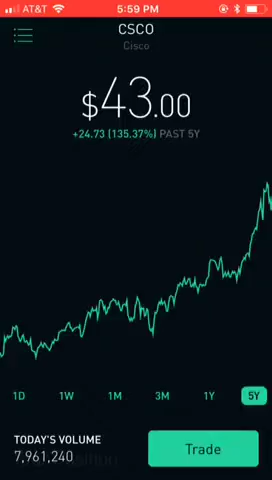 AT&T 5:59 PM
CSCO
Cisco
$43.00
+24.73 (135.37%) PAST 5Y
1D 1W 1M 3M 1Y 5Y
TODAY'S VOLUME
7,961,240
Trade